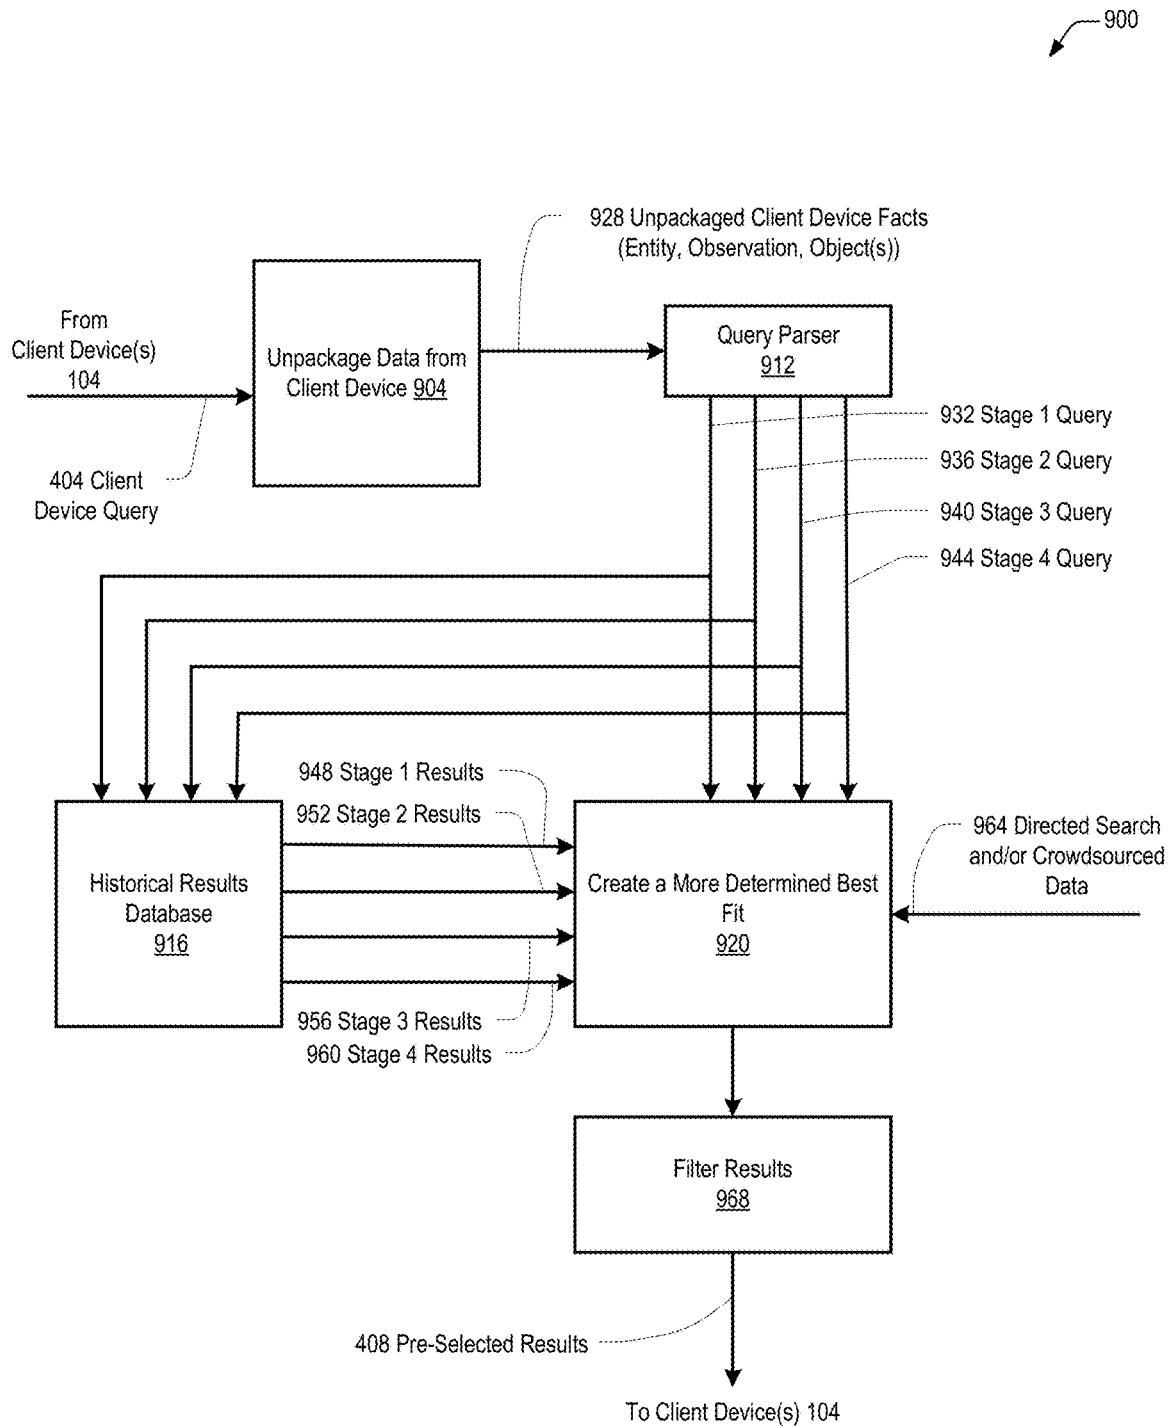 900
928 Unpackaged Client Device Facts
(Entity, Observation, Object(s))
From
Client Device(s)
104
Unpackage Data from
Client Device 904
Query Parser
912
404 Client
Device Query
932 Stage 1 Query
936 Stage 2 Query
940 Stage 3 Query
944 Stage 4 Query
948 Stage 1 Results
952 Stage 2 Results
Historical Results
Database
916
956 Stage 3 Results
960 Stage 4 Results
Create a More Determined Best
Fit
920
964 Directed Search
and/or Crowdsourced
Data
Filter Results
968
408 Pre-Selected Results
To Client Device(s) 104